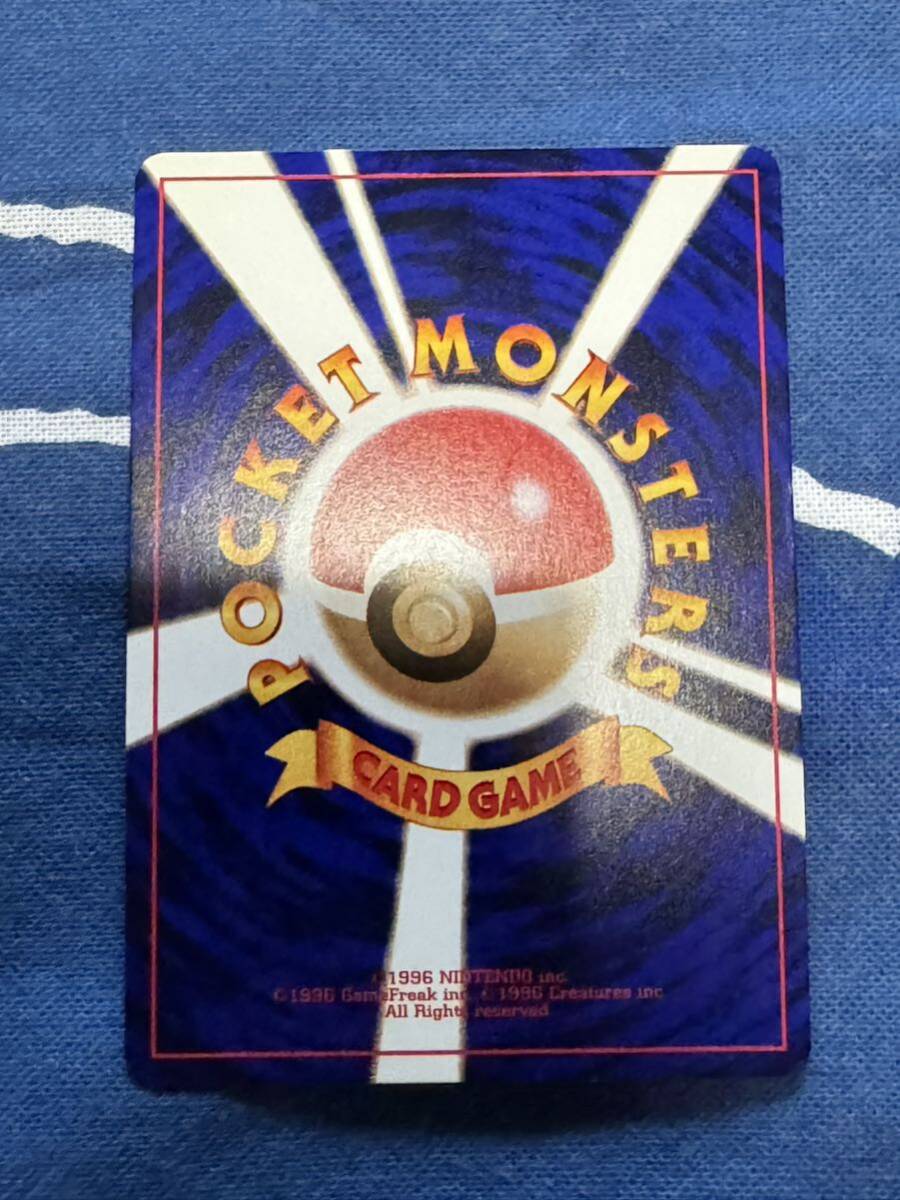 POCKET MONSTERS
CARD GAME
©1996 NINTENDO inc.
©1996 GameFreak inc. ©1996 Creatures inc.
All Rights reserved